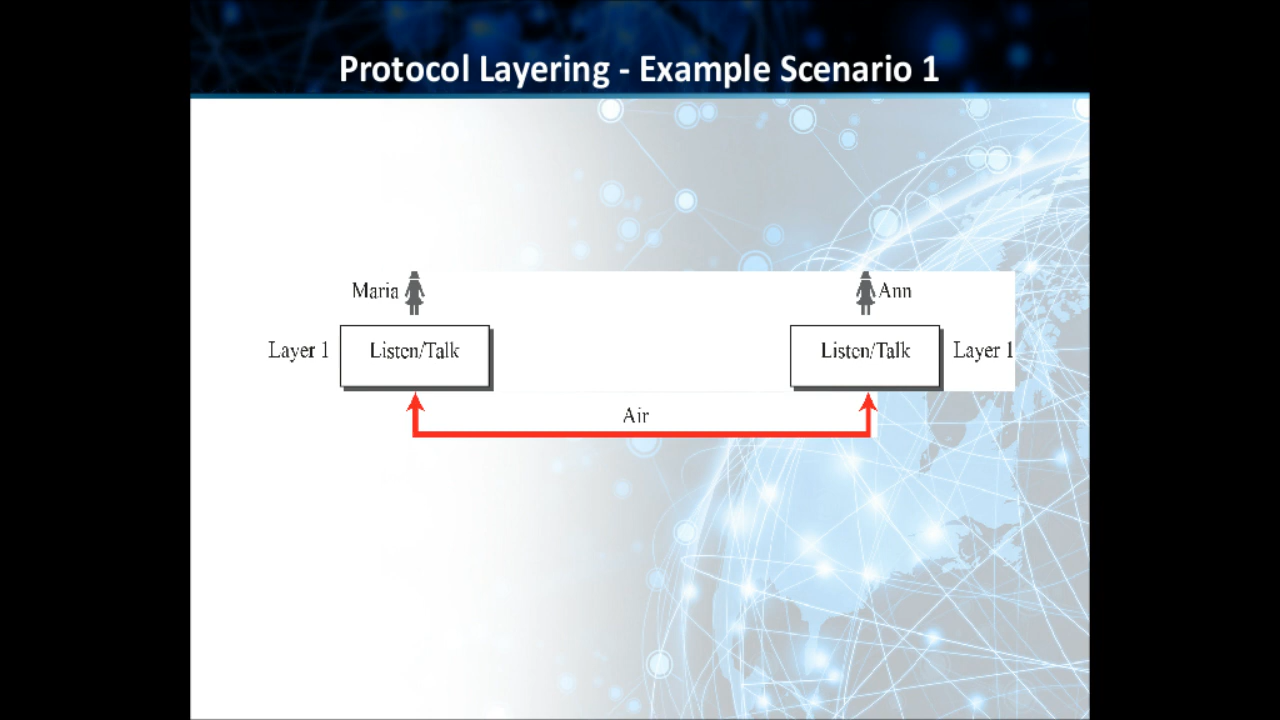 Protocol Layering - Example Scenario 1
Maria
Ann
Layer 1
Listen/Talk
Listen/Talk
Layer 1
Air